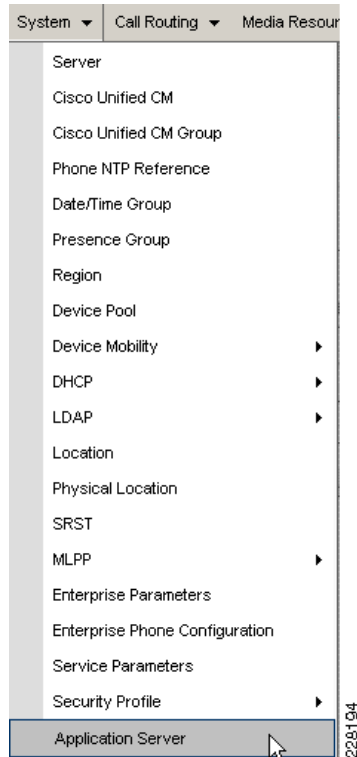 System Call Routing Media Resour
Server
Cisco Unified CM
Cisco Unified CM Group
Phone NTP Reference
Date/Time Group
Presence Group
Region
Device Pool
Device Mobility
DHCP
LDAP
Location
Physical Location
SRST
MLPP
Enterprise Parameters
Enterprise Phone Configuration
Service Parameters
Security Profile
Application Server
228194